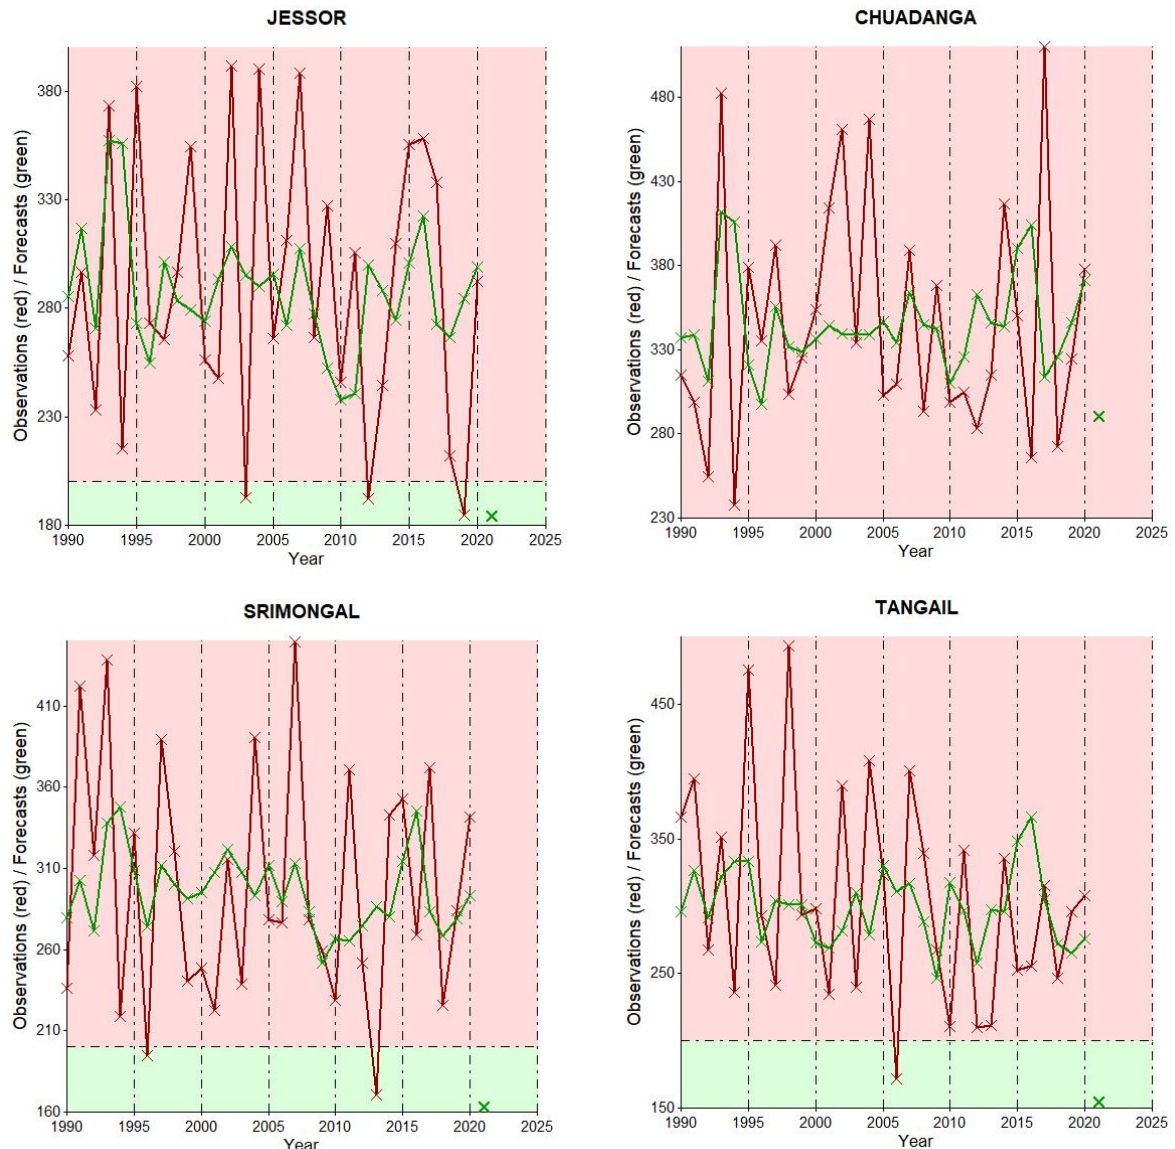 JESSOR
Observations (red) / Forecasts (green)
380
330
280
230
180
1990 1995 2000 2005 2010 2015 2020 2025
Year
CHUADANGA
Observations (red) / Forecasts (green)
480
430
380
330
280
230
1990 1995 2000 2005 2010 2015 2020 2025
Year
SRIMONGAL
Observations (red) / Forecasts (green)
410
360
310
260
210
160
1990 1995 2000 2005 2010 2015 2020 2025
Year
TANGAIL
Observations (red) / Forecasts (green)
450
350
250
150
1990 1995 2000 2005 2010 2015 2020 2025
Year